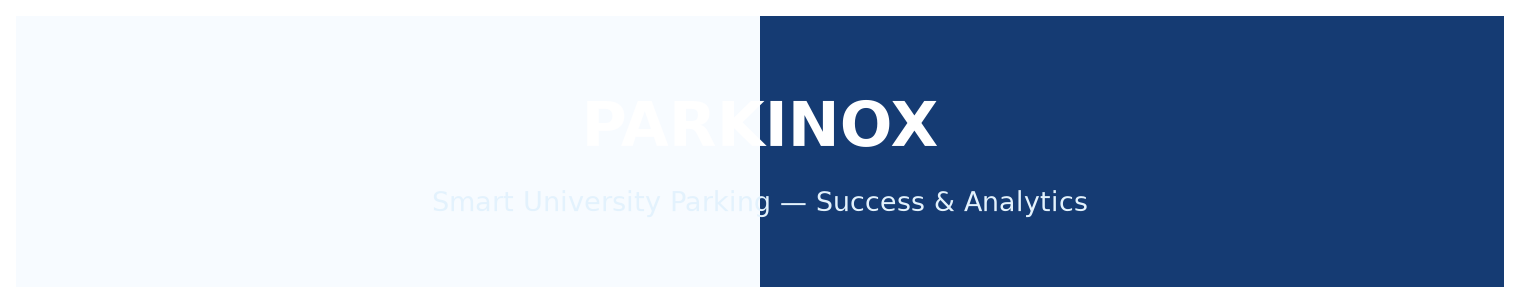 PARKINOX
Smart University Parking — Success & Analytics